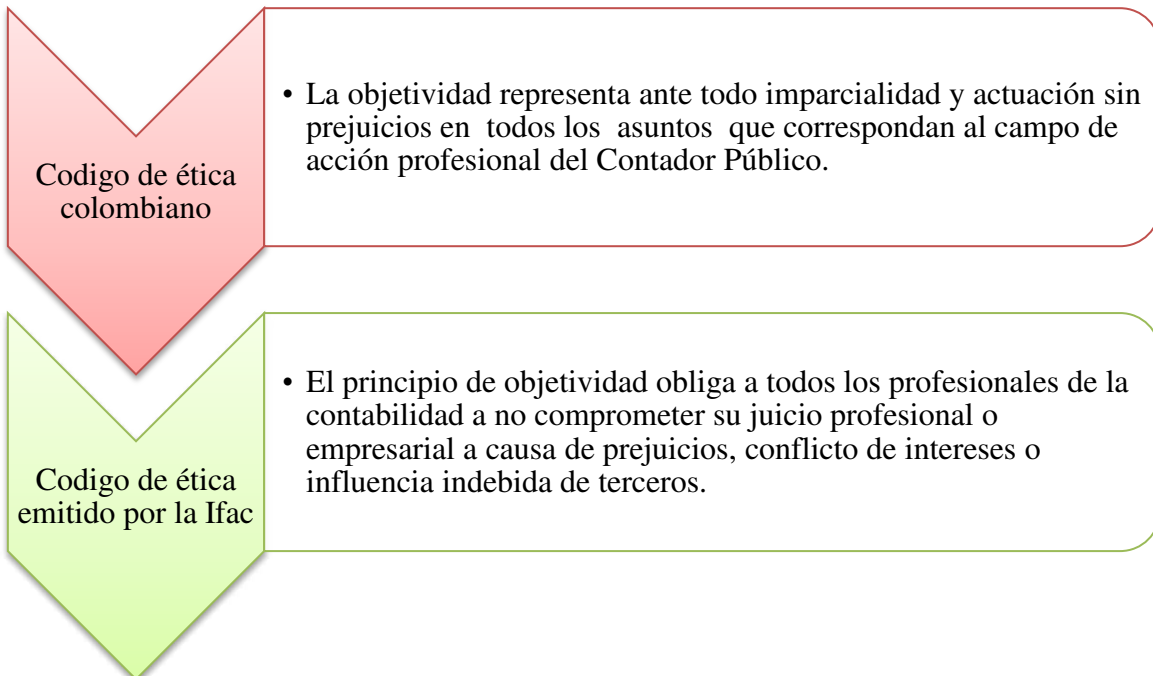 Codigo de ética
colombiano
• La objetividad representa ante todo imparcialidad y actuación sin
prejuicios en todos los asuntos que correspondan al campo de
acción profesional del Contador Público.
Codigo de ética
emitido por la Ifac
• El principio de objetividad obliga a todos los profesionales de la
contabilidad a no comprometer su juicio profesional o
empresarial a causa de prejuicios, conflicto de intereses o
influencia indebida de terceros.